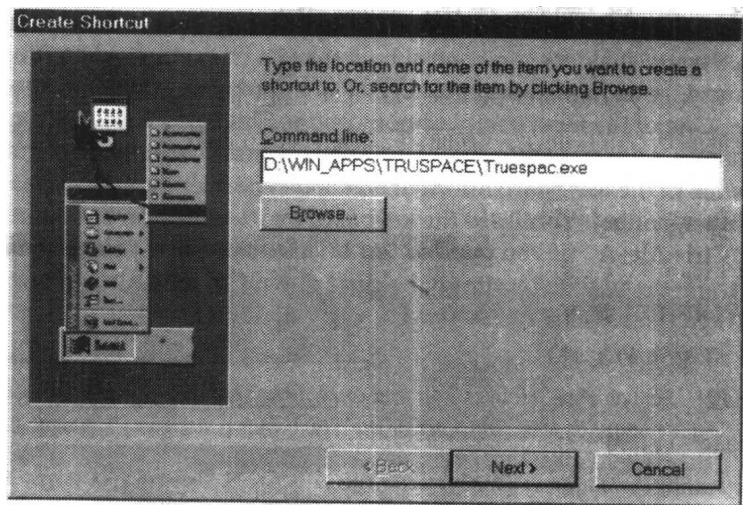 Create Shortcut
Type the location and name of the item you want to create a
shortcut to. Or, search for the item by clicking Browse.
Command line:
D:\WIN_APPS\TRUSPACE\Truespac.exe
Browse...
< Back
Next >
Cancel